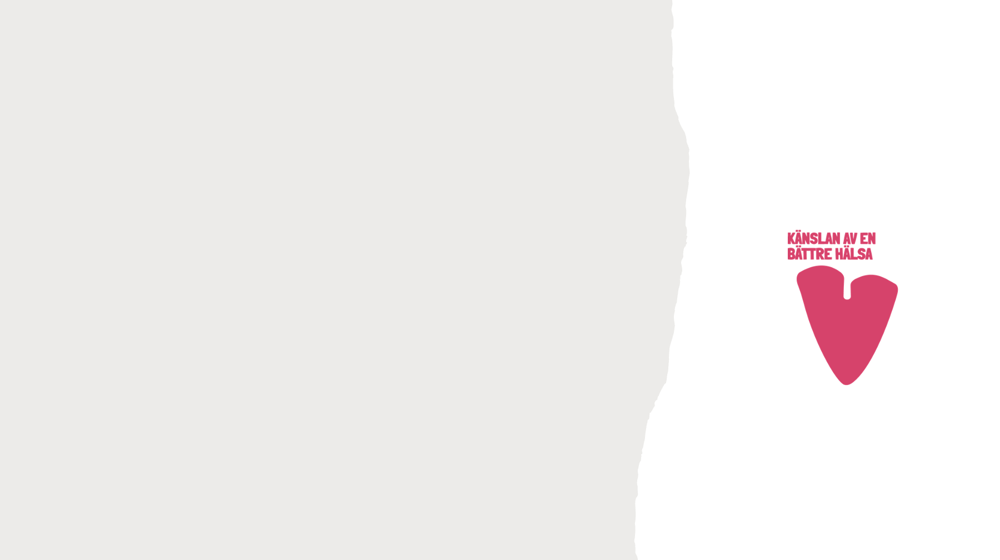 KÄNSLAN AV EN
BÄTTRE HÄLSA